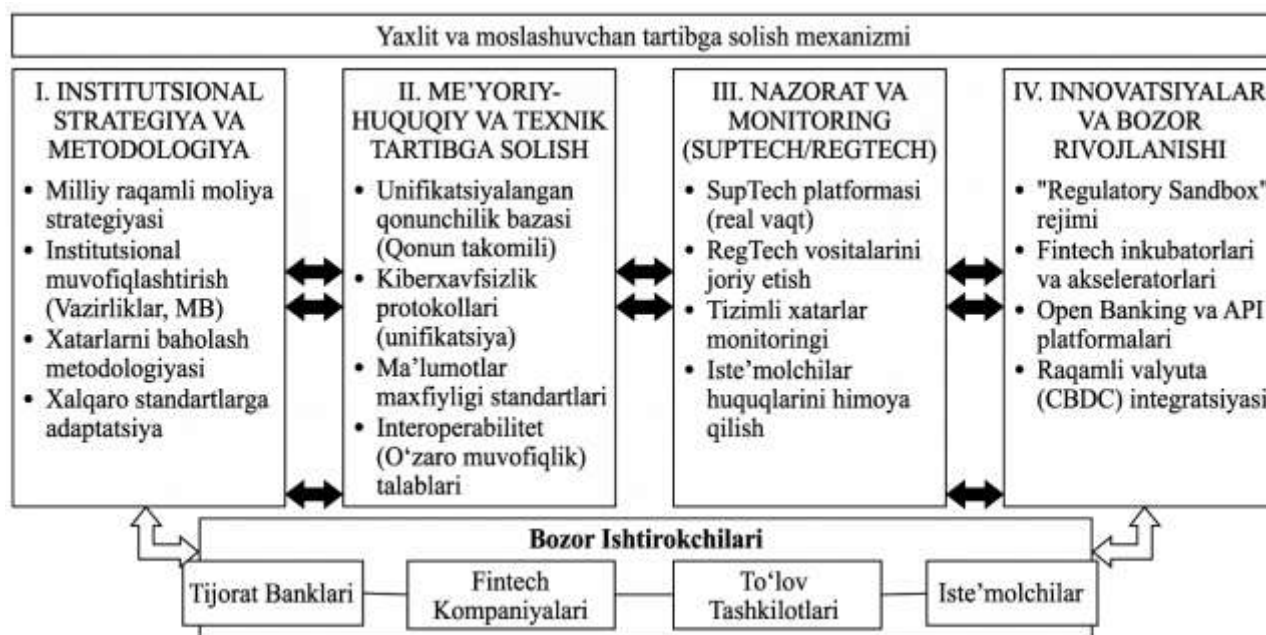 Yaxlit va moslashuvchan tartibga solish mexanizmi
I. INSTITUTSIONAL
STRATEGIYA VA
METODOLOGIYA
• Milliy raqamli moliya
strategiyasi
• Institutsional
muvofiqlashtirish
(Vazirliklar, MB)
• Xatarlarni baholash
metodologiyasi
• Xalqaro standartlarga
adaptatsiya
II. ME’YORIY-
HUQUQIY VA TEXNIK
TARTIBGA SOLISH
• Unifikatsiyalangan
qonunchilik bazasi
(Qonun takomili)
• Kiberxavfsizlik
protokollari
(unifikatsiya)
• Ma’lumotlar
maxfiyligi standartlari
• Interoperabilitet
(O‘zaro muvofiqlik)
talablari
III. NAZORAT VA
MONITORING
(SUPTECH/REGTECH)
• SupTech platformasi
(real vaqt)
• RegTech vositalarini
joriy etish
• Tizimli xatarlar
monitoringi
• Iste’molchilar
huquqlarini himoya
qilish
IV. INNOVATSIYALAR
VA BOZOR
RIVOJLANISHI
• "Regulatory Sandbox"
rejimi
• Fintech inkubatorlari
va akseleratorlari
• Open Banking va API
platformalari
• Raqamli valyuta
(CBDC) integratsiyasi
Bozor Ishtirokchilari
Tijorat Banklari
Fintech
Kompaniyalari
To‘lov
Tashkilotlari
Iste’molchilar